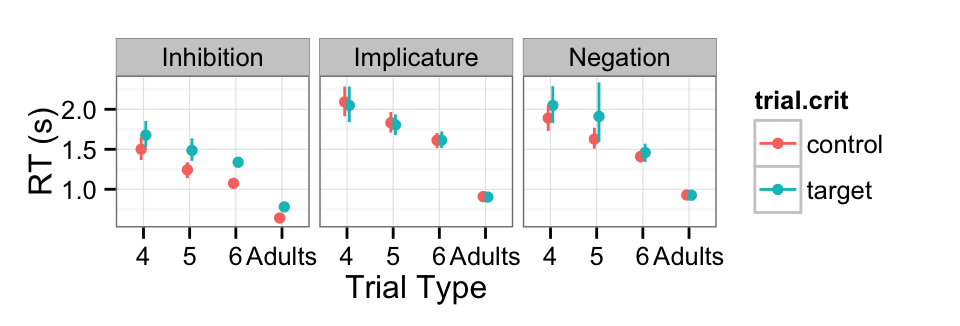 Inhibition Implicature Negation
RT (s)
2.0
1.5
1.0
4 5 6 Adults 4 5 6 Adults 4 5 6 Adults
Trial Type
trial.crit
control
target